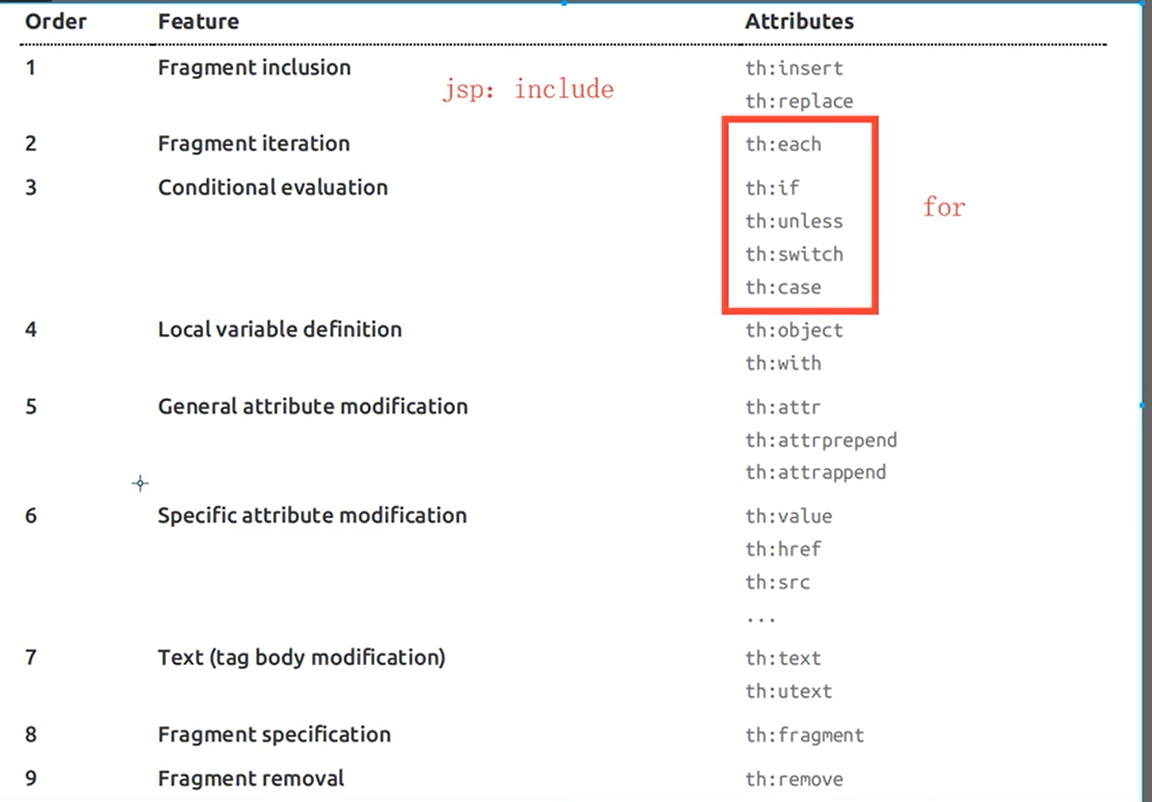 Order Feature Attributes
1 Fragment inclusion th:insert
jsp: include
th:replace
2 Fragment iteration th:each
3 Conditional evaluation th:if
for
th:unless
th:switch
th:case
4 Local variable definition th:object
th:with
5 General attribute modification th:attr
th:attrprepend
th:attrappend
6 Specific attribute modification th:value
th:href
th:src
...
7 Text (tag body modification) th:text
th:utext
8 Fragment specification th:fragment
9 Fragment removal th:remove